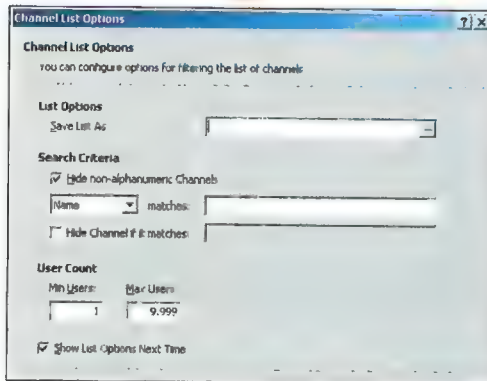 Channel List Options
Channel List Options
You can configure options for filtering the list of channels
List Options
Save List As
Search Criteria
Hide non-alphanumeric Channels
Name matches:
Hide Channel if it matches:
User Count
Min Users: Max Users
1 9.999
Show List Options Next Time